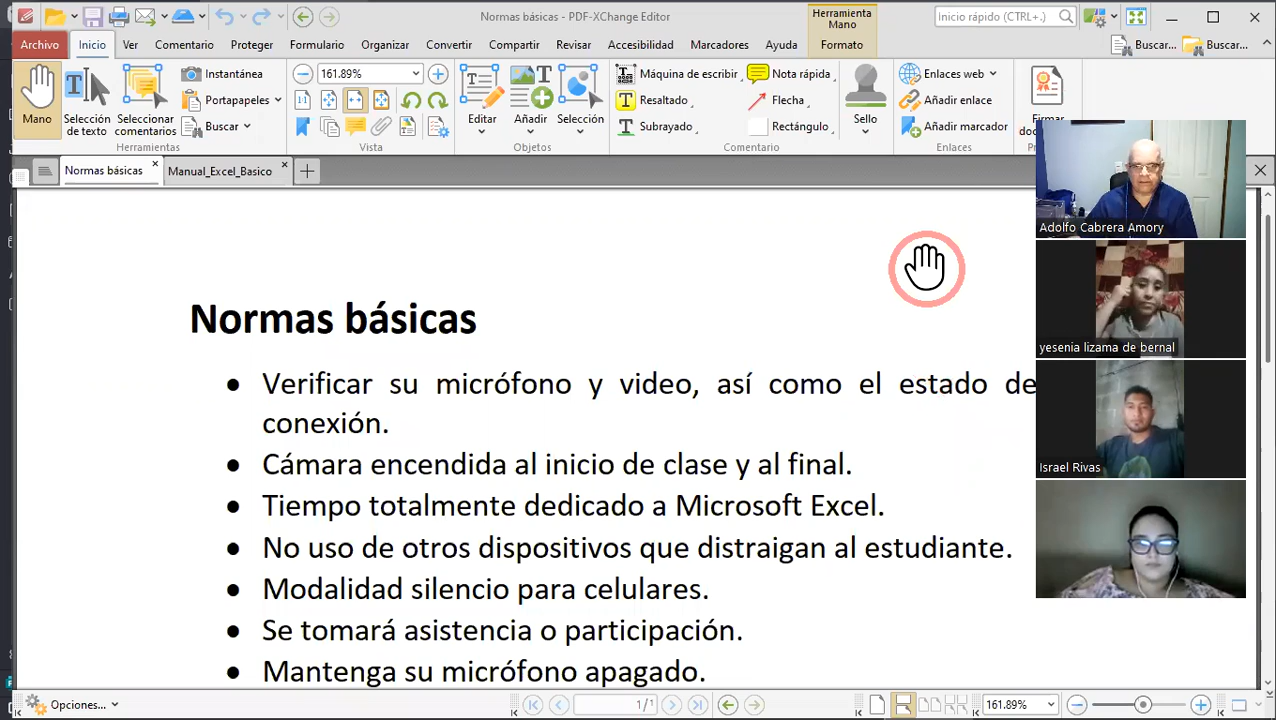 Normas básicas - PDF-XChange Editor
Herramienta Mano
Inicio rápido (CTRL+.)
Archivo Inicio Ver Comentario Proteger Formulario Organizar Convertir Compartir Revisar Accesibilidad Marcadores Ayuda Formato Buscar... Buscar...
Mano
Selección de texto
Seleccionar comentarios
Instantánea
Portapapeles
Buscar
Herramientas
161.89%
Vista
Editar
Añadir
Selección
Objetos
Máquina de escribir
Resaltado
Subrayado
Nota rápida
Flecha
Rectángulo
Sello
Comentario
Enlaces web
Añadir enlace
Añadir marcador
Enlaces
Firmar
Normas básicas Manual_Excel_Basico
Adolfo Cabrera Amory
yesenia lizama de bernal
Israel Rivas
Normas básicas
• Verificar su micrófono y video, así como el estado de
conexión.
• Cámara encendida al inicio de clase y al final.
• Tiempo totalmente dedicado a Microsoft Excel.
• No uso de otros dispositivos que distraigan al estudiante.
• Modalidad silencio para celulares.
• Se tomará asistencia o participación.
• Mantenga su micrófono apagado.
Opciones... 1/1 161.89%